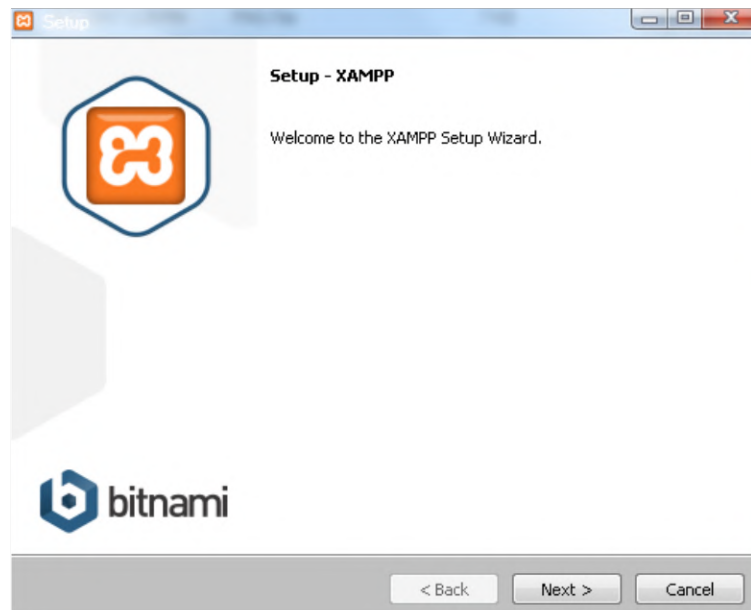 Setup
Setup - XAMPP
Welcome to the XAMPP Setup Wizard.
bitnami
< Back
Next >
Cancel